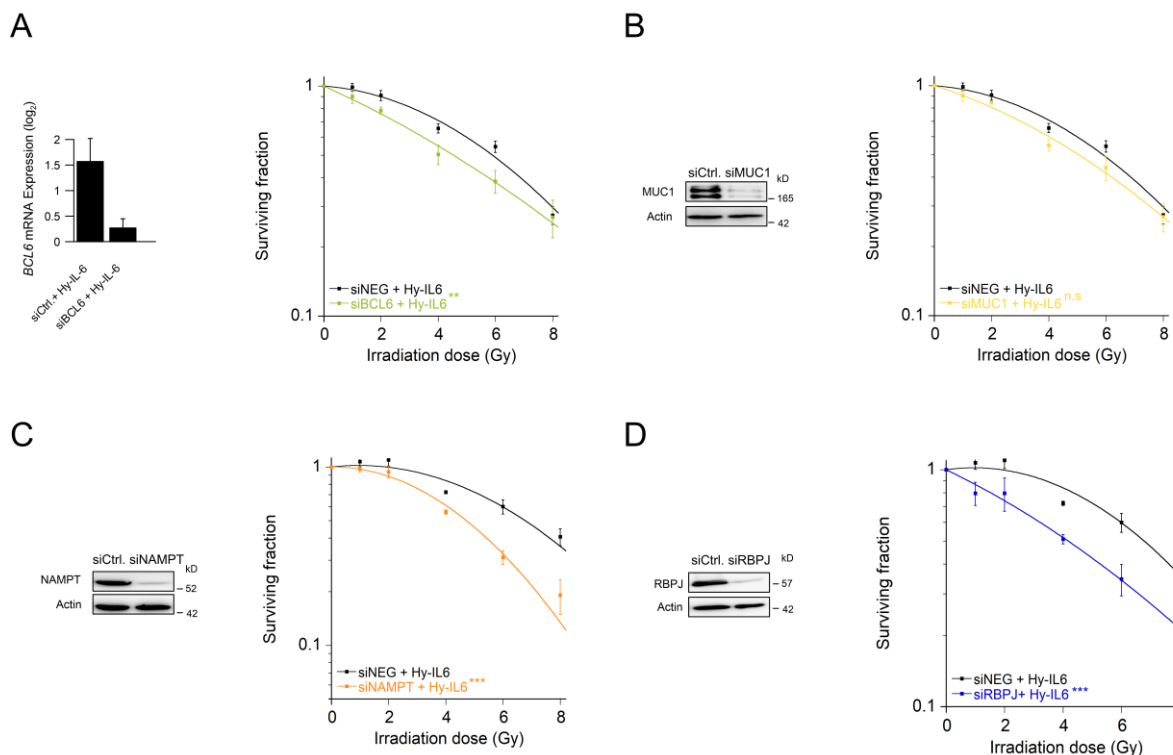 A
BCL6 mRNA Expression (log2)
2
1.5
1
0.5
0
siCtrl.+ Hy-IL-6
siBCL6 + Hy-IL-6
Surviving fraction
1
0.1
siNEG + Hy-IL6
siBCL6 + Hy-IL6 **
0 2 4 6 8
Irradiation dose (Gy)
B
siCtrl. siMUC1 kD
MUC1
165
Actin
42
Surviving fraction
1
0.1
siNEG + Hy-IL6
siMUC1 + Hy-IL6 n.s
0 2 4 6 8
Irradiation dose (Gy)
C
siCtrl. siNAMPT
kD
NAMPT
52
Actin
42
Surviving fraction
1
0.1
siNEG + Hy-IL6
siNAMPT + Hy-IL6 ***
0 2 4 6 8
Irradiation dose (Gy)
D
siCtrl. siRBPJ kD
RBPJ
57
Actin
42
Surviving fraction
1
0.1
siNEG + Hy-IL6
siRBPJ+ Hy-IL6 ***
0 2 4 6
Irradiation dose (Gy)